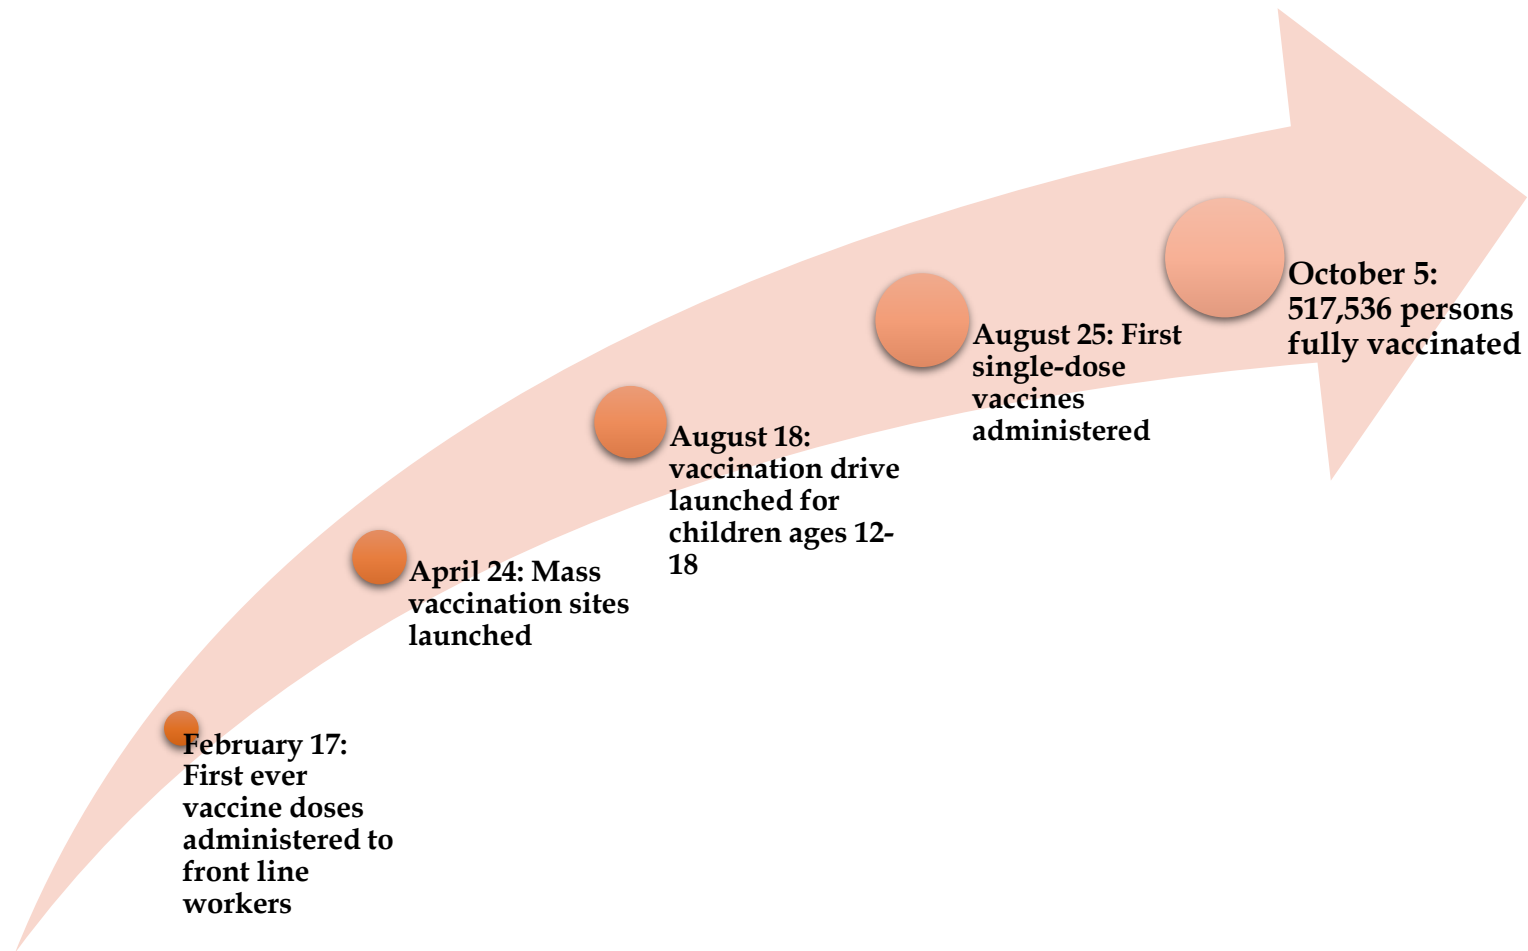 February 17:
First ever
vaccine doses
administered to
front line
workers
April 24: Mass
vaccination sites
launched
August 18:
vaccination drive
launched for
children ages 12-
18
August 25: First
single-dose
vaccines
administered
October 5:
517,536 persons
fully vaccinated